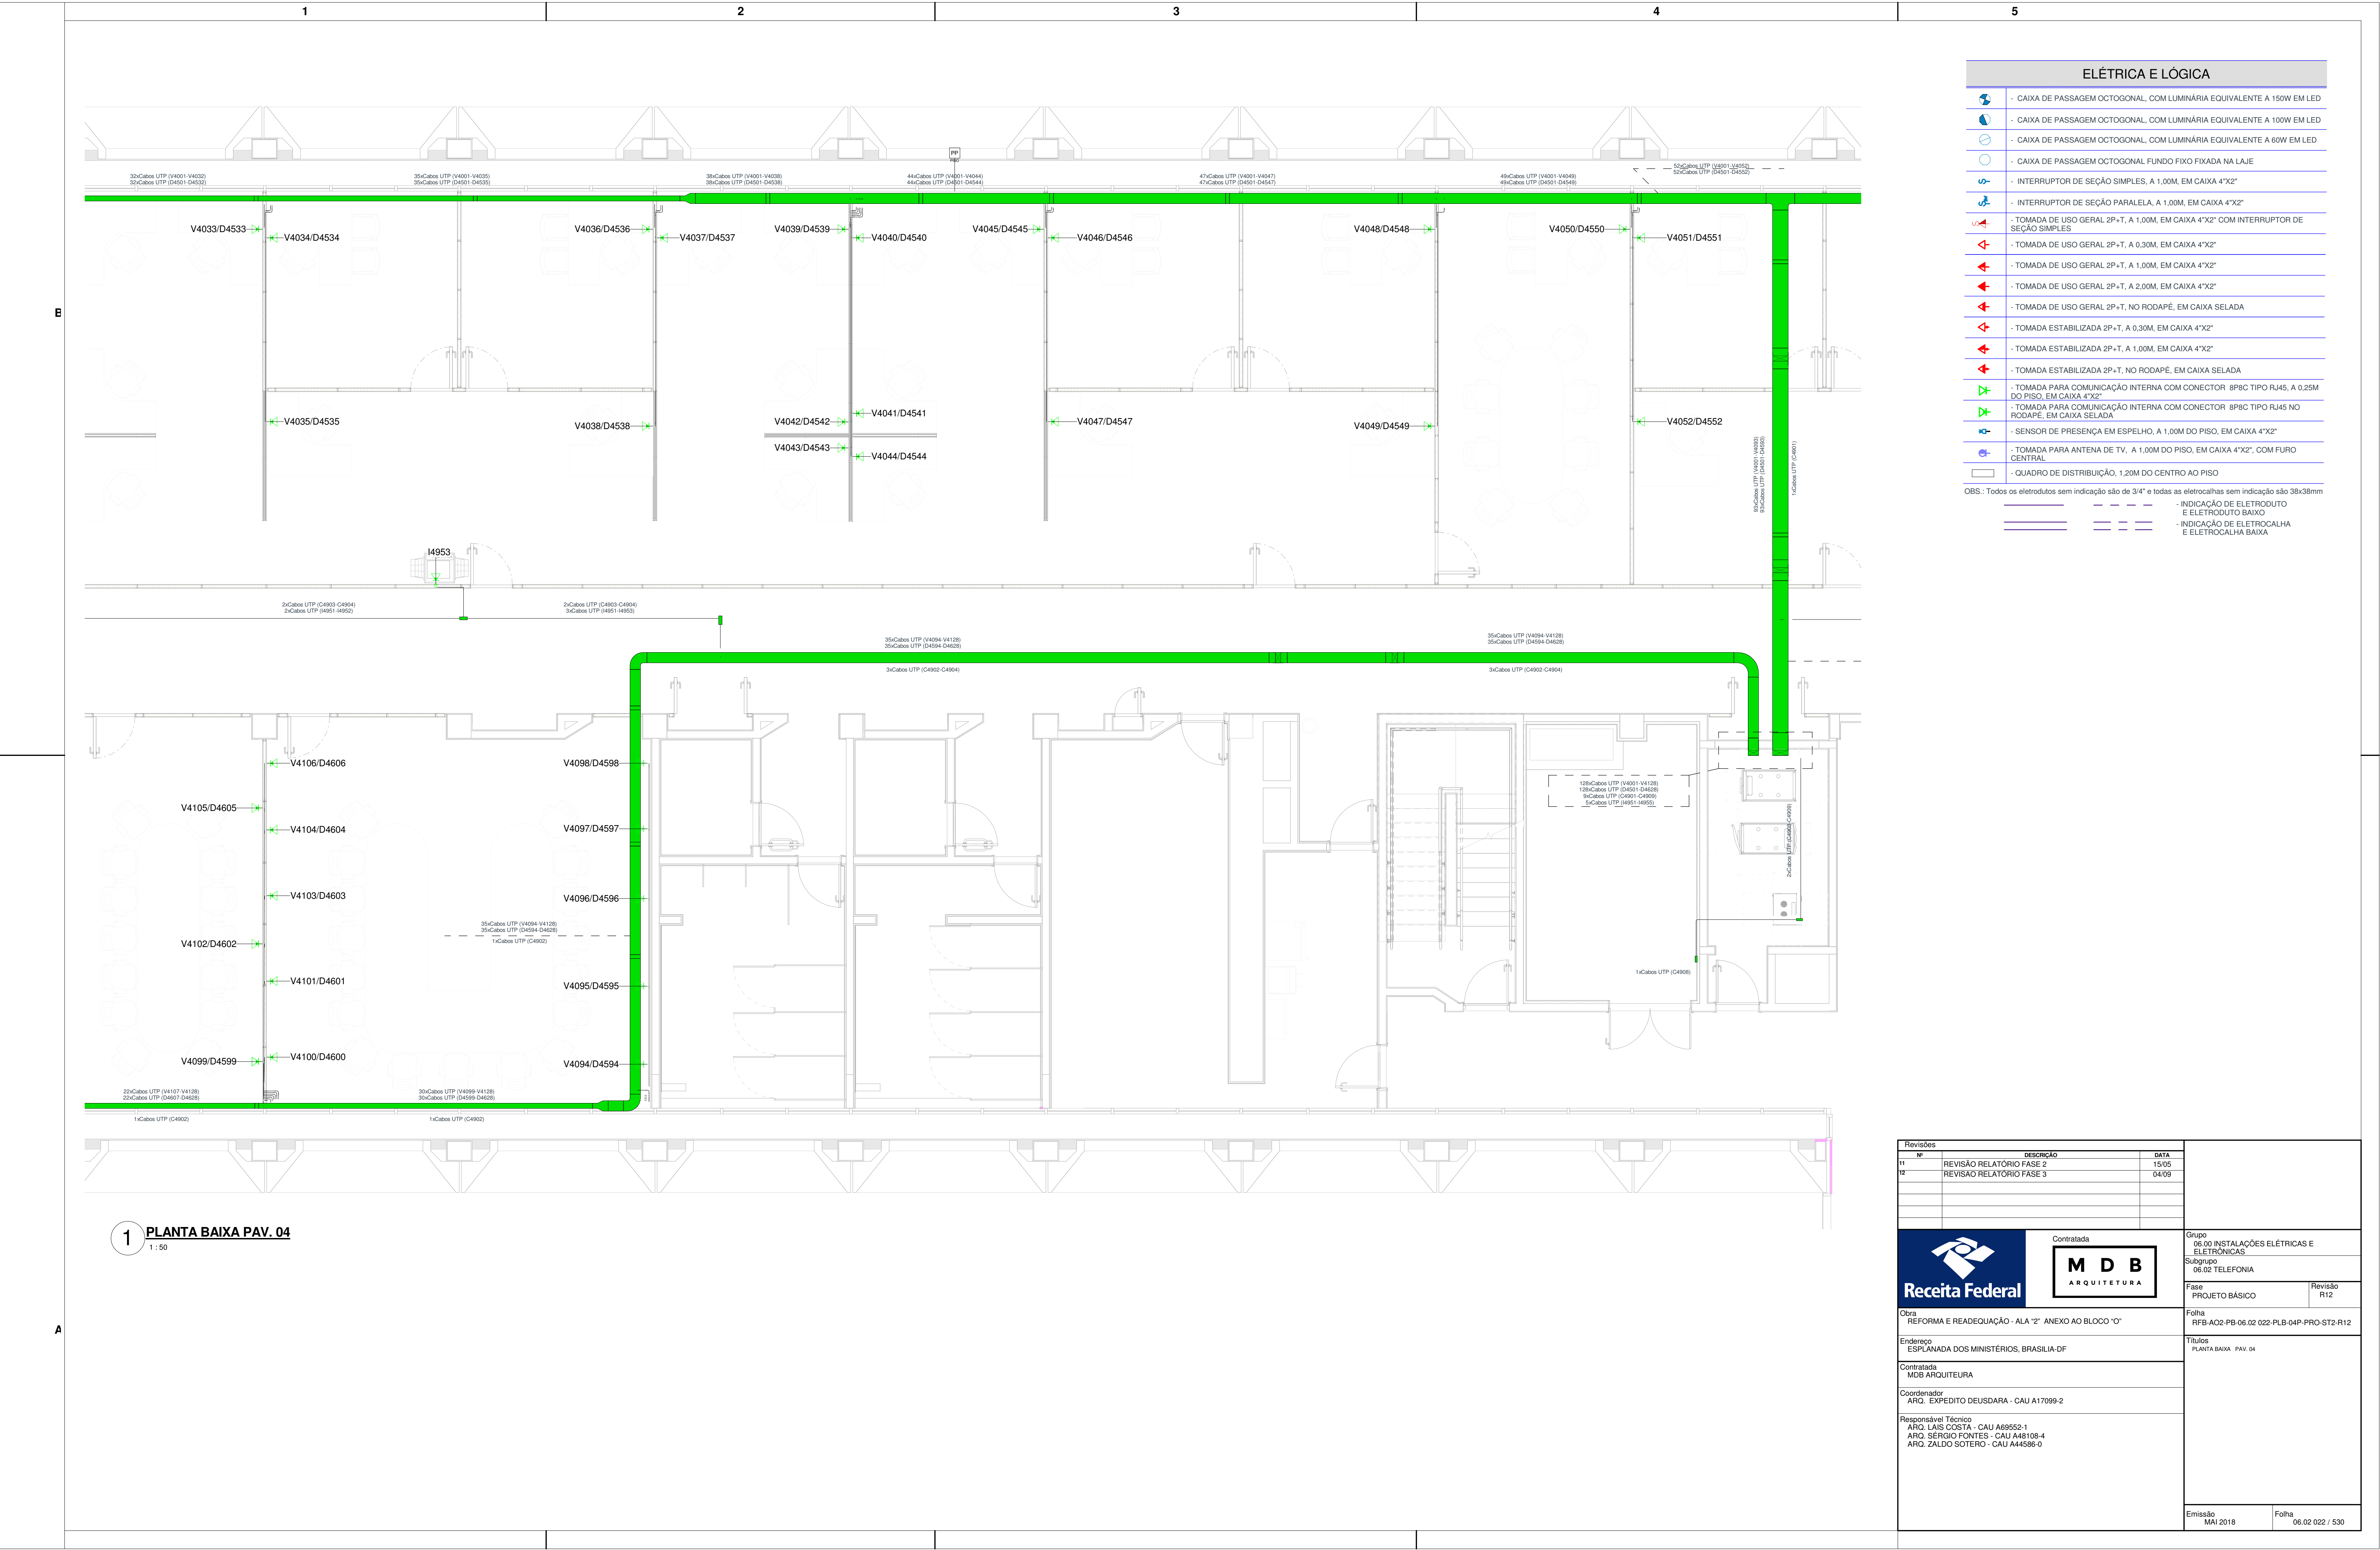 1
2
3
4
5
B
A
ELÉTRICA E LÓGICA
- CAIXA DE PASSAGEM OCTOGONAL, COM LUMINÁRIA EQUIVALENTE A 150W EM LED
- CAIXA DE PASSAGEM OCTOGONAL, COM LUMINÁRIA EQUIVALENTE A 100W EM LED
- CAIXA DE PASSAGEM OCTOGONAL, COM LUMINÁRIA EQUIVALENTE A 60W EM LED
- CAIXA DE PASSAGEM OCTOGONAL FUNDO FIXO FIXADA NA LAJE
- INTERRUPTOR DE SEÇÃO SIMPLES, A 1,00M, EM CAIXA 4"X2"
- INTERRUPTOR DE SEÇÃO PARALELA, A 1,00M, EM CAIXA 4"X2"
- TOMADA DE USO GERAL 2P+T, A 1,00M, EM CAIXA 4"X2" COM INTERRUPTOR DE
SEÇÃO SIMPLES
- TOMADA DE USO GERAL 2P+T, A 0,30M, EM CAIXA 4"X2"
- TOMADA DE USO GERAL 2P+T, A 1,00M, EM CAIXA 4"X2"
- TOMADA DE USO GERAL 2P+T, A 2,00M, EM CAIXA 4"X2"
- TOMADA DE USO GERAL 2P+T, NO RODAPÉ, EM CAIXA SELADA
- TOMADA ESTABILIZADA 2P+T, A 0,30M, EM CAIXA 4"X2"
- TOMADA ESTABILIZADA 2P+T, A 1,00M, EM CAIXA 4"X2"
- TOMADA ESTABILIZADA 2P+T, NO RODAPÉ, EM CAIXA SELADA
- TOMADA PARA COMUNICAÇÃO INTERNA COM CONECTOR 8P8C TIPO RJ45, A 0,25M
DO PISO, EM CAIXA 4"X2"
- TOMADA PARA COMUNICAÇÃO INTERNA COM CONECTOR 8P8C TIPO RJ45 NO
RODAPÉ, EM CAIXA SELADA
- SENSOR DE PRESENÇA EM ESPELHO, A 1,00M DO PISO, EM CAIXA 4"X2"
- TOMADA PARA ANTENA DE TV, A 1,00M DO PISO, EM CAIXA 4"X2", COM FURO
CENTRAL
- QUADRO DE DISTRIBUIÇÃO, 1,20M DO CENTRO AO PISO
OBS.: Todos os eletrodutos sem indicação são de 3/4" e todas as eletrocalhas sem indicação são 38x38mm
- INDICAÇÃO DE ELETRODUTO
E ELETRODUTO BAIXO
- INDICAÇÃO DE ELETROCALHA
E ELETROCALHA BAIXA
PP
32xCabos UTP (V4001-V4032)
32xCabos UTP (D4501-D4532)
35xCabos UTP (V4001-V4035)
35xCabos UTP (D4501-D4535)
38xCabos UTP (V4001-V4038)
38xCabos UTP (D4501-D4538)
44xCabos UTP (V4001-V4044)
44xCabos UTP (D4501-D4544)
47xCabos UTP (V4001-V4047)
47xCabos UTP (D4501-D4547)
49xCabos UTP (V4001-V4049)
49xCabos UTP (D4501-D4549)
52xCabos UTP (V4001-V4052)
52xCabos UTP (D4501-D4552)
V4033/D4533
V4034/D4534
V4036/D4536
V4037/D4537
V4039/D4539
V4040/D4540
V4045/D4545
V4046/D4546
V4048/D4548
V4050/D4550
V4051/D4551
V4035/D4535
V4038/D4538
V4042/D4542
V4041/D4541
V4043/D4543
V4044/D4544
V4047/D4547
V4049/D4549
V4052/D4552
93xCabos UTP (V4001-V4093)
93xCabos UTP (D4501-D4593)
1xCabos UTP (C4901)
I4953
2xCabos UTP (C4903-C4904)
2xCabos UTP (I4951-I4952)
2xCabos UTP (C4903-C4904)
3xCabos UTP (I4951-I4953)
35xCabos UTP (V4094-V4128)
35xCabos UTP (D4594-D4628)
3xCabos UTP (C4902-C4904)
35xCabos UTP (V4094-V4128)
35xCabos UTP (D4594-D4628)
3xCabos UTP (C4902-C4904)
V4106/D4606
V4105/D4605
V4104/D4604
V4103/D4603
V4102/D4602
V4101/D4601
V4099/D4599
V4100/D4600
V4098/D4598
V4097/D4597
V4096/D4596
V4095/D4595
V4094/D4594
35xCabos UTP (V4094-V4128)
35xCabos UTP (D4594-D4628)
1xCabos UTP (C4902)
128xCabos UTP (V4001-V4128)
128xCabos UTP (D4501-D4628)
9xCabos UTP (C4901-C4909)
5xCabos UTP (I4951-I4955)
2xCabos UTP (C4908-C4909)
1xCabos UTP (C4908)
22xCabos UTP (V4107-V4128)
22xCabos UTP (D4607-D4628)
1xCabos UTP (C4902)
30xCabos UTP (V4099-V4128)
30xCabos UTP (D4599-D4628)
1xCabos UTP (C4902)
1
PLANTA BAIXA PAV. 04
1 : 50
Revisões
Nº DESCRIÇÃO DATA
11 REVISÃO RELATÓRIO FASE 2 15/05
12 REVISAO RELATÓRIO FASE 3 04/09
Receita Federal
Contratada
MDB
ARQUITETURA
Grupo
06.00 INSTALAÇÕES ELÉTRICAS E
ELETRÔNICAS
Subgrupo
06.02 TELEFONIA
Fase
PROJETO BÁSICO
Revisão
R12
Obra
REFORMA E READEQUAÇÃO - ALA "2" ANEXO AO BLOCO "O"
Folha
RFB-AO2-PB-06.02 022-PLB-04P-PRO-ST2-R12
Endereço
ESPLANADA DOS MINISTÉRIOS, BRASILIA-DF
Títulos
PLANTA BAIXA PAV. 04
Contratada
MDB ARQUITEURA
Coordenador
ARQ. EXPEDITO DEUSDARA - CAU A17099-2
Responsável Técnico
ARQ. LAIS COSTA - CAU A69552-1
ARQ. SÉRGIO FONTES - CAU A48108-4
ARQ. ZALDO SOTERO - CAU A44586-0
Emissão
MAI 2018
Folha
06.02 022 / 530